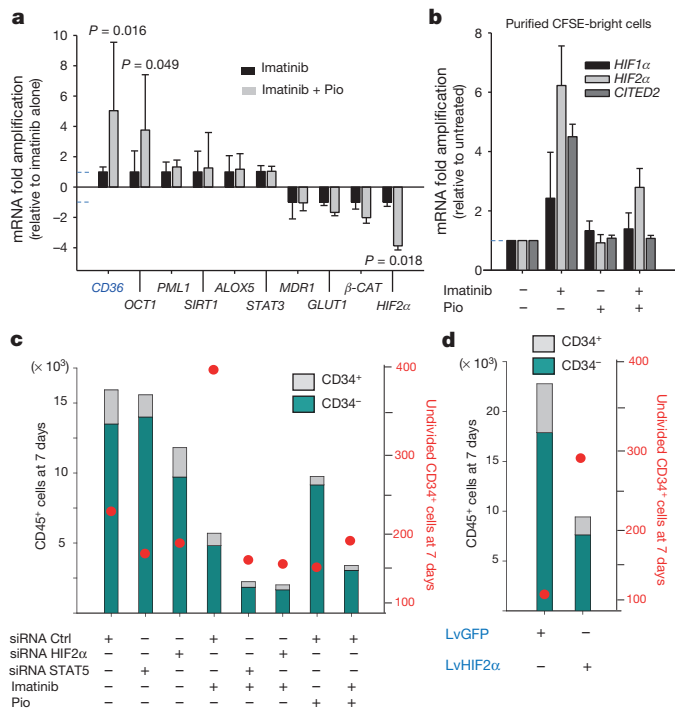 a
P = 0.016
P = 0.049
Imatinib
Imatinib + Pio
mRNA fold amplification
(relative to imatinib alone)
10
8
6
4
2
1
1
2
−4
P = 0.018
CD36 PML1 ALOX5 MDR1 β-CAT
OCT1 SIRT1 STAT3 GLUT1 HIF2α
b
Purified CFSE-bright cells
HIF1α
HIF2α
CITED2
mRNA fold amplification
(relative to untreated)
8
6
4
2
0
Imatinib − + − +
Pio − − + +
c
(× 10³)
CD34⁺
CD34⁻
CD45⁺ cells at 7 days
15
10
5
Undivided CD34⁺
cells at 7 days
400
300
200
100
siRNA Ctrl + − − + − − + +
siRNA HIF2α − − + − − + − −
siRNA STAT5 − + − − + − − −
Imatinib − − − + + + − +
Pio − − − − − − + +
d
(× 10³)
CD34⁺
CD34⁻
CD45⁺ cells at 7 days
20
15
10
5
Undivided CD34⁺
cells at 7 days
400
300
200
100
LvGFP + −
LvHIF2α − +